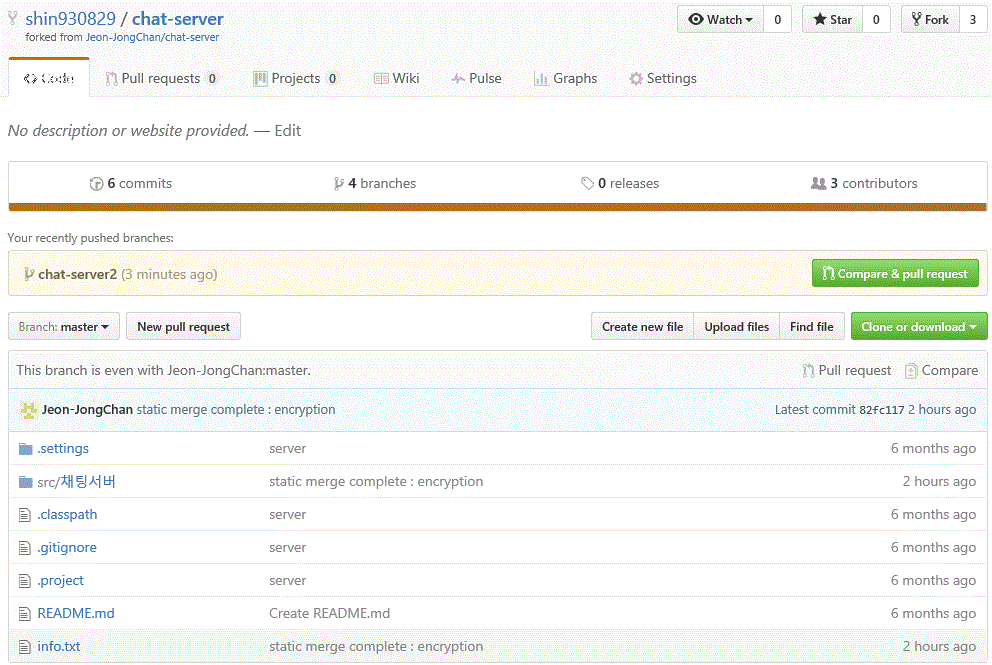 shin930829 / chat-server
Watch 0 Star 0 Fork 3
forked from Jeon-JongChan/chat-server
Code Pull requests 0 Projects 0 Wiki Pulse Graphs Settings
No description or website provided. — Edit
6 commits 4 branches 0 releases 3 contributors
Your recently pushed branches:
chat-server2 (3 minutes ago) Compare & pull request
Branch: master New pull request Create new file Upload files Find file Clone or download
This branch is even with Jeon-JongChan:master. Pull request Compare
Jeon-JongChan static merge complete : encryption Latest commit 82fc117 2 hours ago
.settings server 6 months ago
src/채팅서버 static merge complete : encryption 2 hours ago
.classpath server 6 months ago
.gitignore server 6 months ago
.project server 6 months ago
README.md Create README.md 6 months ago
info.txt static merge complete : encryption 2 hours ago